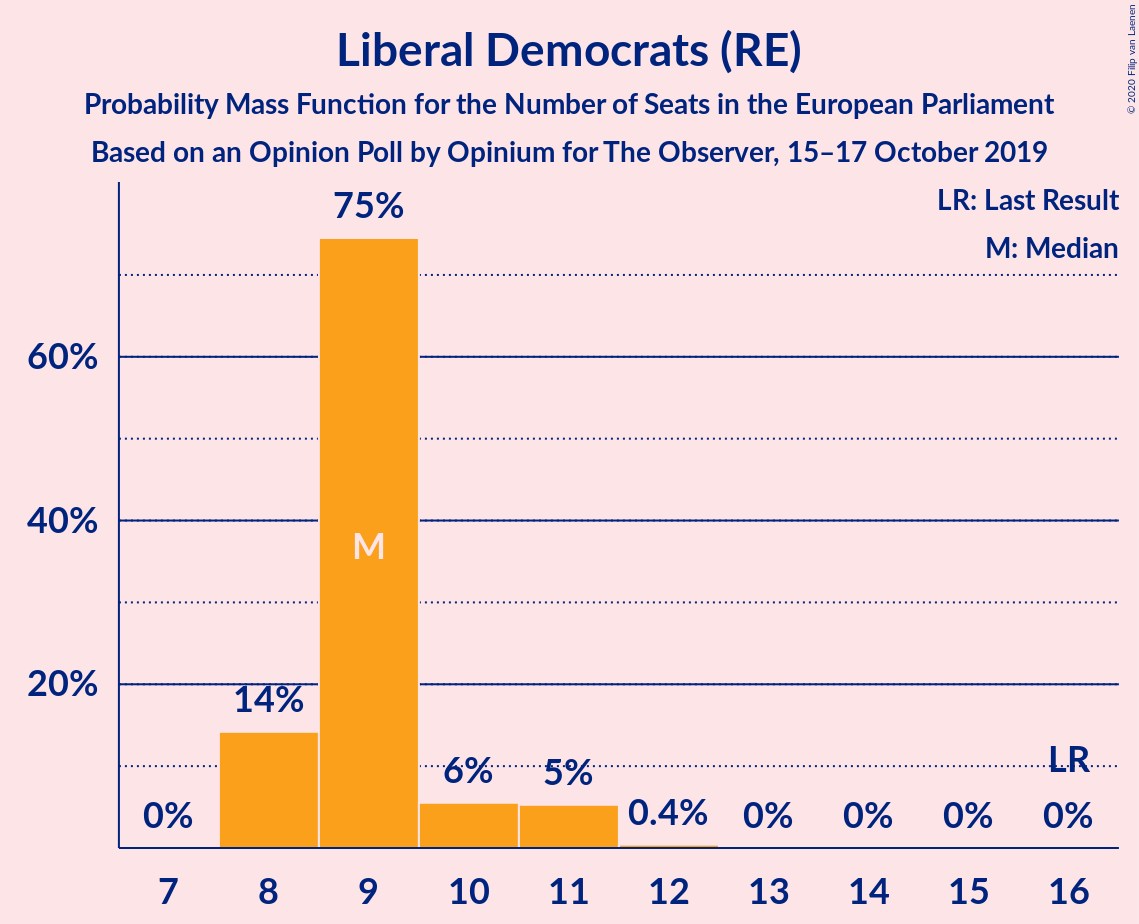 Liberal Democrats (RE)
Probability Mass Function for the Number of Seats in the European Parliament
Based on an Opinion Poll by Opinium for The Observer, 15–17 October 2019
© 2020 Filip van Laenen
LR: Last Result
M: Median
75%
60%
40%
20%
M
14%
6%
5%
LR
0%
0.4%
0%
0%
0%
0%
7
8
9
10
11
12
13
14
15
16